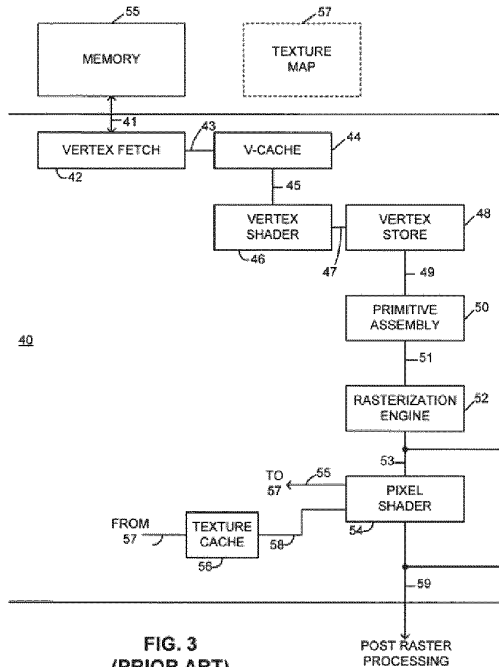 55
57
MEMORY
TEXTURE
MAP
41
43
44
VERTEX FETCH
V-CACHE
42
45
VERTEX
SHADER
VERTEX
STORE
48
46
47
49
PRIMITIVE
ASSEMBLY
50
40
51
RASTERIZATION
ENGINE
52
53
TO
57
55
PIXEL
SHADER
54
FROM
57
TEXTURE
CACHE
58
56
59
FIG. 3
(PRIOR ART)
POST RASTER
PROCESSING